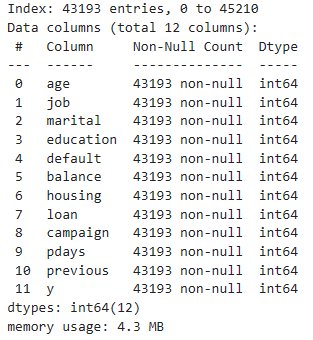 Index: 43193 entries, 0 to 45210
Data columns (total 12 columns):
 #   Column     Non-Null Count  Dtype
---  ------     --------------  -----
 0   age        43193 non-null  int64
 1   job        43193 non-null  int64
 2   marital    43193 non-null  int64
 3   education  43193 non-null  int64
 4   default    43193 non-null  int64
 5   balance    43193 non-null  int64
 6   housing    43193 non-null  int64
 7   loan       43193 non-null  int64
 8   campaign   43193 non-null  int64
 9   pdays      43193 non-null  int64
 10  previous   43193 non-null  int64
 11  y          43193 non-null  int64
dtypes: int64(12)
memory usage: 4.3 MB